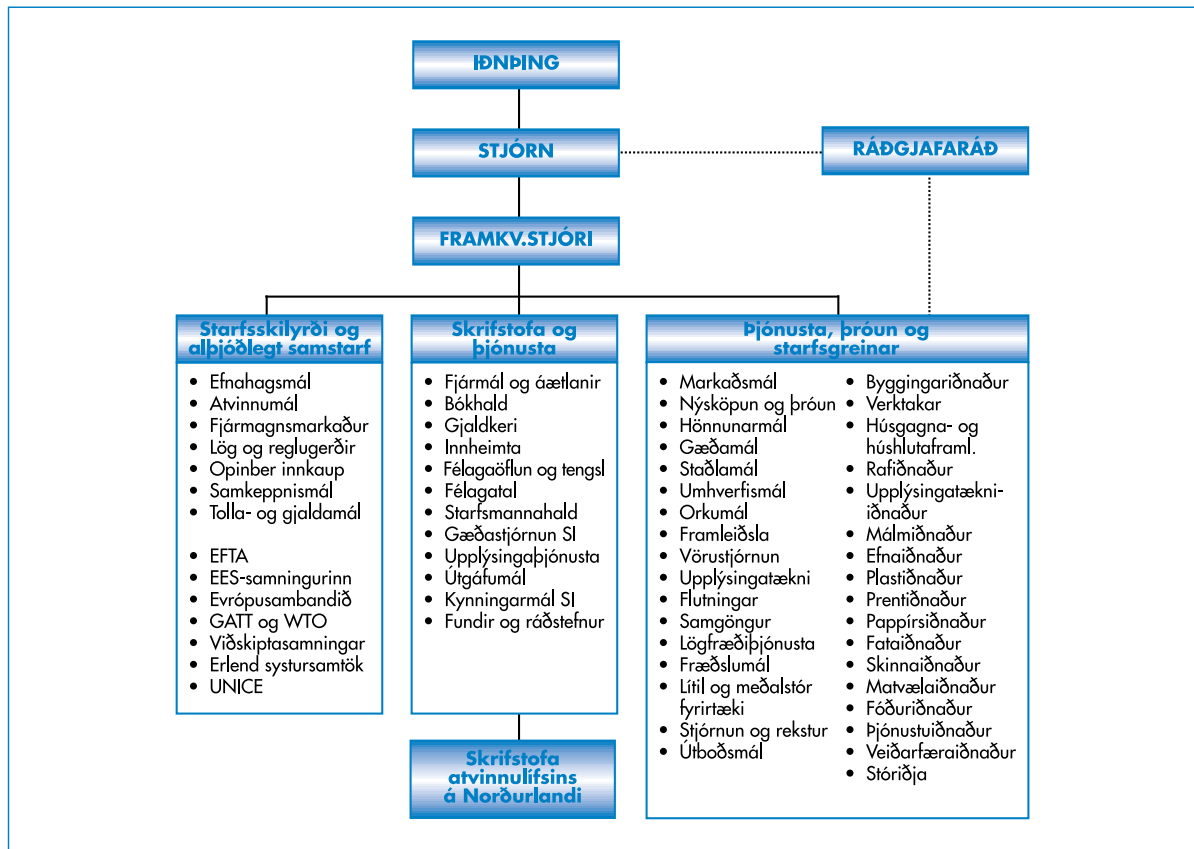 IÐNÞING
STJÓRN
RÁÐGJAFARÁÐ
FRAMKV.STJÓRI
Starfsskilyrði og
alþjóðlegt samstarf
• Efnahagsmál
• Atvinnumál
• Fjármagnsmarkaður
• Lög og reglugerðir
• Opinber innkaup
• Samkeppnismál
• Tolla- og gjaldamál
• EFTA
• EES-samningurinn
• Evrópusambandið
• GATT og WTO
• Viðskiptasamningar
• Erlend systursamtök
• UNICE
Skrifstofa og
þjónusta
• Fjármál og áætlanir
• Bókhald
• Gjaldkeri
• Innheimta
• Félagaöflun og tengsl
• Félagatal
• Starfsmannahald
• Gæðastjórnun SI
• Upplýsingaþjónusta
• Útgáfumál
• Kynningarmál SI
• Fundir og ráðstefnur
Skrifstofa
atvinnulífsins
á Norðurlandi
Þjónusta, þróun og
starfsgreinar
• Markaðsmál
• Nýsköpun og þróun
• Hönnunarmál
• Gæðamál
• Staðlamál
• Umhverfismál
• Orkumál
• Framleiðsla
• Vörustjórnun
• Upplýsingatækni
• Flutningar
• Samgöngur
• Lögfræðiþjónusta
• Fræðslumál
• Lítil og meðalstór
fyrirtæki
• Stjórnun og rekstur
• Útboðsmál
• Byggingariðnaður
• Verktakar
• Húsgagna- og
húshlutaframl.
• Rafiðnaður
• Upplýsingatækni-
iðnaður
• Málmiðnaður
• Efnaiðnaður
• Plastiðnaður
• Prentiðnaður
• Pappírsiðnaður
• Fataiðnaður
• Skinnaiðnaður
• Matvælaiðnaður
• Fóðuriðnaður
• Þjónustuiðnaður
• Veiðarfæraiðnaður
• Stóriðja